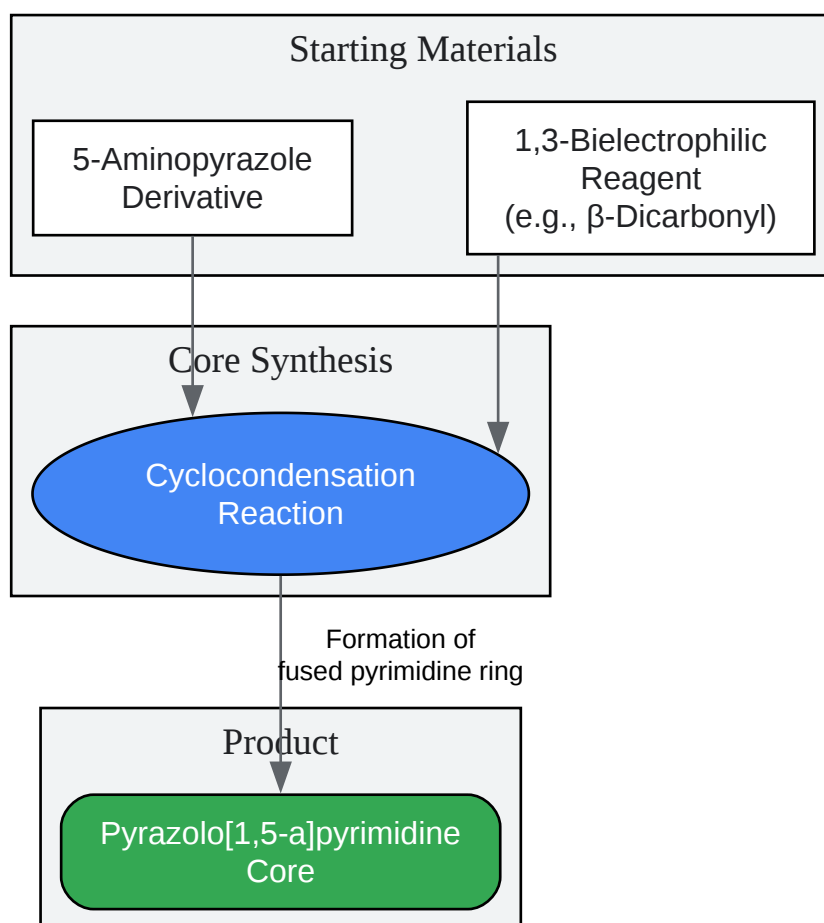 Starting Materials
5-Aminopyrazole
Derivative
1,3-Bielectrophilic
Reagent
(e.g., β-Dicarbonyl)
Core Synthesis
Cyclocondensation
Reaction
Formation of
fused pyrimidine ring
Product
Pyrazolo[1,5-a]pyrimidine
Core